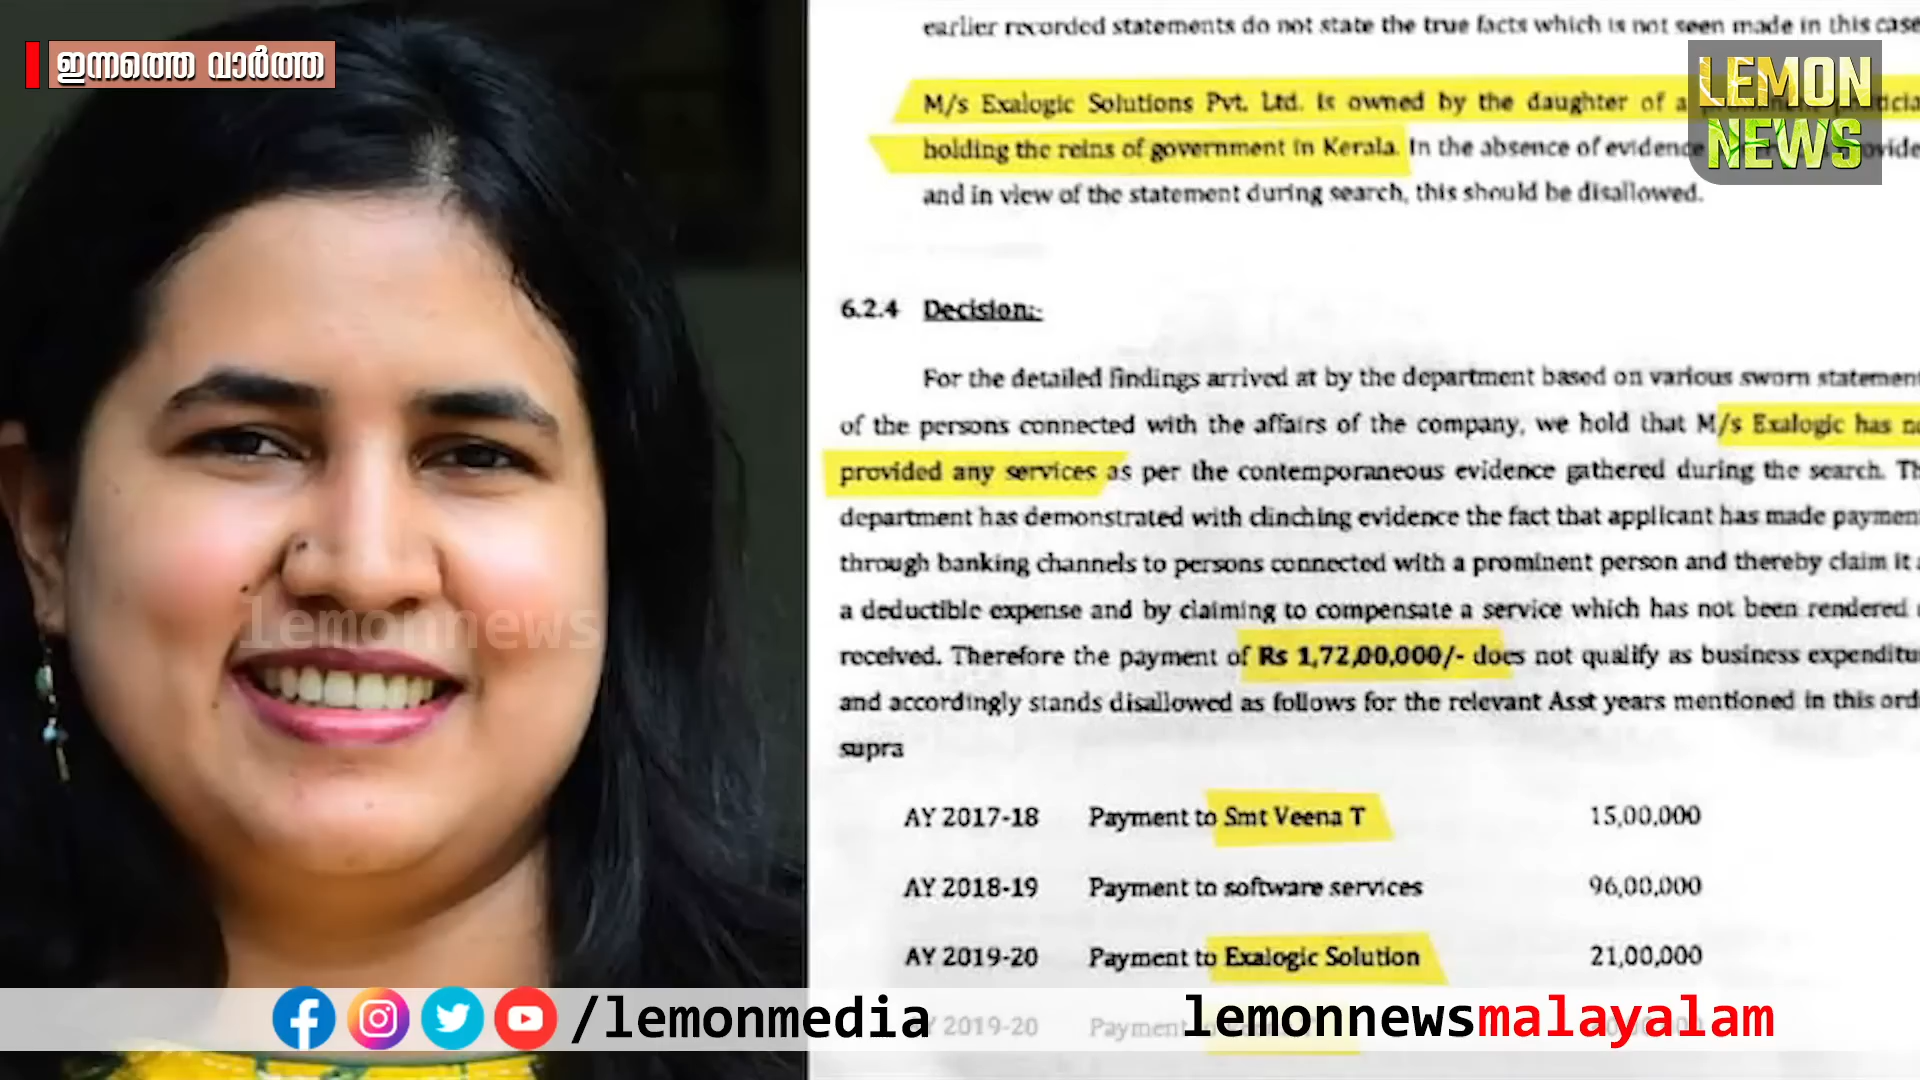 ഇന്നത്തെ വാർത്ത
LEMON
NEWS
earlier recorded statements do not state the true facts which is not seen made in this case
M/s Exalogic Solutions Pvt. Ltd. is owned by the daughter of a
holding the reins of government in Kerala. In the absence of evidence
and in view of the statement during search, this should be disallowed.
6.2.4 Decision:-
For the detailed findings arrived at by the department based on various sworn statement
of the persons connected with the affairs of the company, we hold that M/s Exalogic has
provided any services as per the contemporaneous evidence gathered during the search.
department has demonstrated with clinching evidence the fact that applicant has made paymen
through banking channels to persons connected with a prominent person and thereby claim it
a deductible expense and by claiming to compensate a service which has not been rendered
received. Therefore the payment of Rs 1,72,00,000/- does not qualify as business expenditu
and accordingly stands disallowed as follows for the relevant Asst years mentioned in this ord
supra
AY 2017-18 Payment to Smt Veena T 15,00,000
AY 2018-19 Payment to software services 96,00,000
AY 2019-20 Payment to Exalogic Solution 21,00,000
2019-20 Payment
lemonnews
/lemonmedia
lemonnewsmalayalam